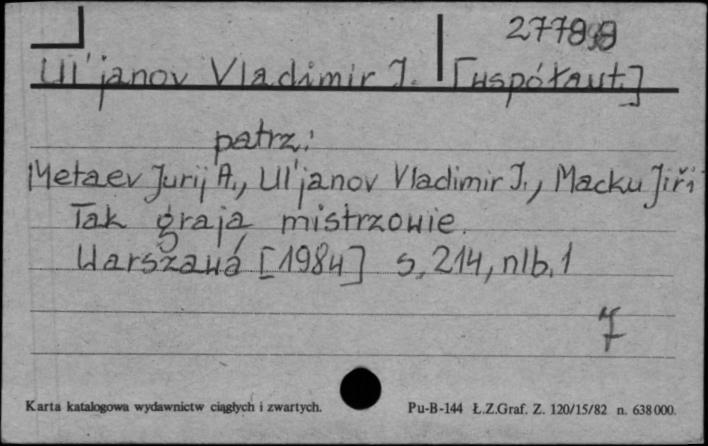 Ul'janov Vladimir J. [współaut.]
patrz:
Metaev Jurij A., Ul'janov Vladimir J., Macku Jiři
Tak grają mistrzowie.
Warszawa [1984] s. 214, nlb. 1
7
Karta katalogowa wydawnictw ciągłych i zwartych. Pu-B-144 Ł.Z.Graf. Z. 120/15/82 n. 638 000.